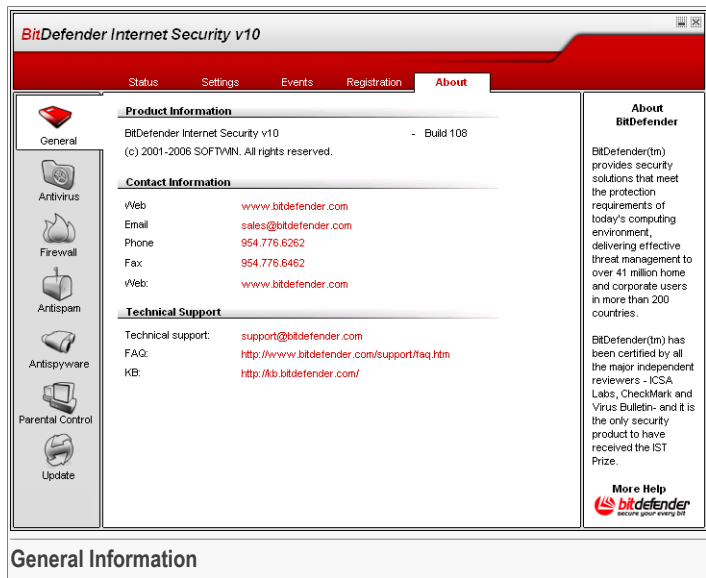 BitDefender Internet Security v10
Status Settings Events Registration About
General
Antivirus
Firewall
Antispam
Antispyware
Parental Control
Update
Product Information
BitDefender Internet Security v10 - Build 108
(c) 2001-2006 SOFTWIN. All rights reserved.
Contact Information
Web www.bitdefender.com
Email sales@bitdefender.com
Phone 954.776.6262
Fax 954.776.6462
Web: www.bitdefender.com
Technical Support
Technical support: support@bitdefender.com
FAQ: http://www.bitdefender.com/support/faq.htm
KB: http://kb.bitdefender.com/
About
BitDefender
BitDefender(tm)
provides security
solutions that meet
the protection
requirements of
today's computing
environment,
delivering effective
threat management to
over 41 million home
and corporate users
in more than 200
countries.
BitDefender(tm) has
been certified by all
the major independent
reviewers - ICSA
Labs, CheckMark and
Virus Bulletin- and it is
the only security
product to have
received the IST
Prize.
More Help
bitdefender
secure your every bit
General Information